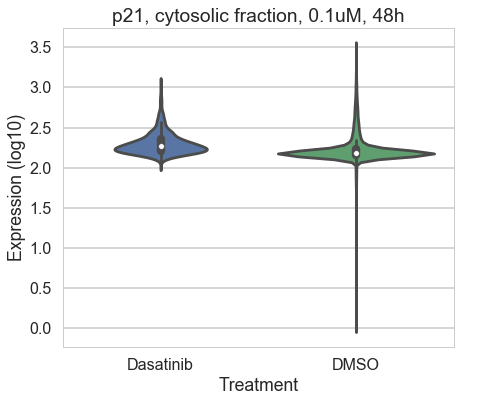 p21, cytosolic fraction, 0.1uM, 48h
Expression (log10)
3.5
3.0
2.5
2.0
1.5
1.0
0.5
0.0
Dasatinib DMSO
Treatment